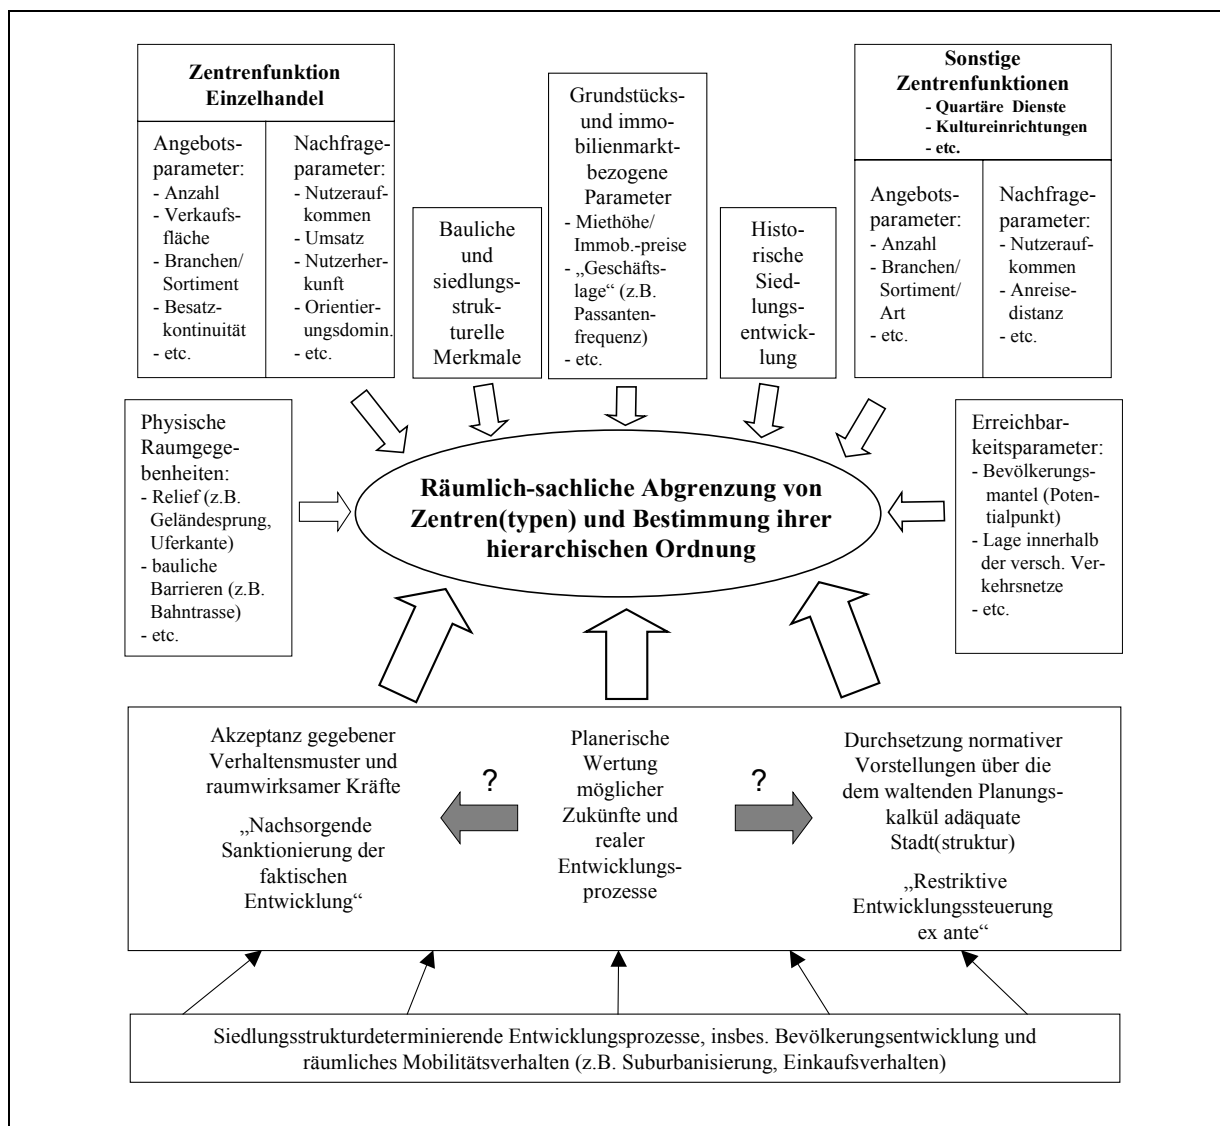 Zentrenfunktion
Einzelhandel
Angebots-
parameter:
- Anzahl
- Verkaufs-
fläche
- Branchen/
Sortiment
- Besatz-
kontinuität
- etc.
Nachfrage-
parameter:
- Nutzerauf-
kommen
- Umsatz
- Nutzerher-
kunft
- Orientier-
ungsdomin.
- etc.
Bauliche
und
siedlungs-
struk-
turelle
Merkmale
Grundstücks-
und immo-
bilienmarkt-
bezogene
Parameter
- Miethöhe/
Immob.-preise
- „Geschäfts-
lage“ (z.B.
Passanten-
frequenz)
- etc.
Histo-
rische
Sied-
lungs-
entwick-
lung
Sonstige
Zentrenfunktionen
- Quartäre Dienste
- Kultureinrichtungen
- etc.
Angebots-
parameter:
- Anzahl
- Branchen/
Sortiment/
Art
- etc.
Nachfrage-
parameter:
- Nutzerauf-
kommen
- Anreise-
distanz
- etc.
Physische
Raumgege-
benheiten:
- Relief (z.B.
Geländesprung,
Uferkante)
- bauliche
Barrieren (z.B.
Bahntrasse)
- etc.
Räumlich-sachliche Abgrenzung von
Zentren(typen) und Bestimmung ihrer
hierarchischen Ordnung
Erreichbar-
keitsparameter:
- Bevölkerungs-
mantel (Poten-
tialpunkt)
- Lage innerhalb
der versch. Ver-
kehrsnetze
- etc.
Akzeptanz gegebener
Verhaltensmuster und
raumwirksamer Kräfte
„Nachsorgende
Sanktionierung der
faktischen
Entwicklung“
?
Planerische
Wertung
möglicher
Zukünfte und
realer
Entwicklungs-
prozesse
?
Durchsetzung normativer
Vorstellungen über die
dem waltenden Planungs-
kalkül adäquate
Stadt(struktur)
„Restriktive
Entwicklungssteuerung
ex ante“
Siedlungsstrukturdeterminierende Entwicklungsprozesse, insbes. Bevölkerungsentwicklung und
räumliches Mobilitätsverhalten (z.B. Suburbanisierung, Einkaufsverhalten)